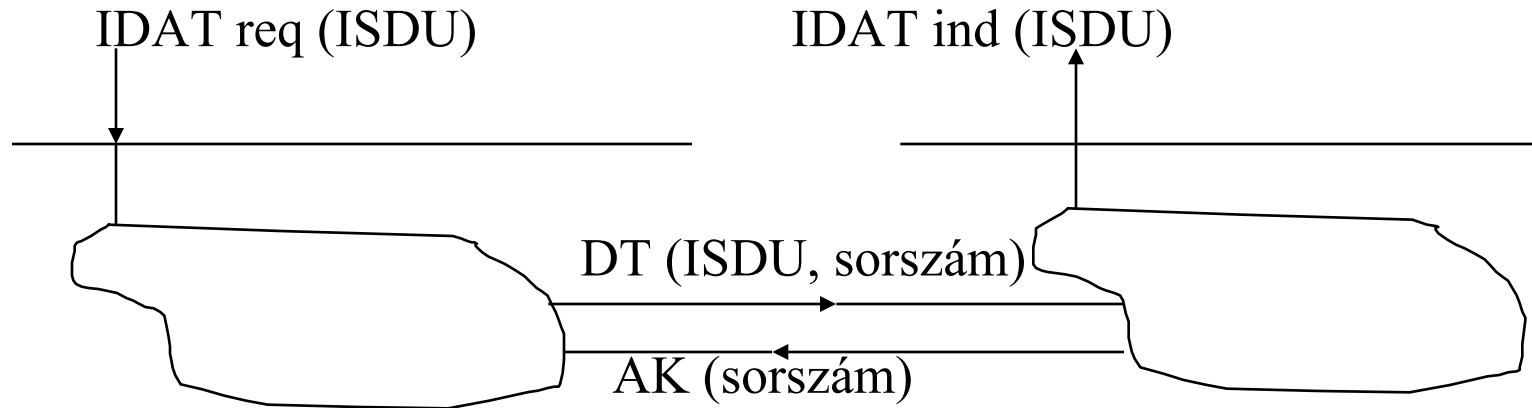 IDAT req (ISDU)
IDAT ind (ISDU)
DT (ISDU, sorszám)
AK (sorszám)